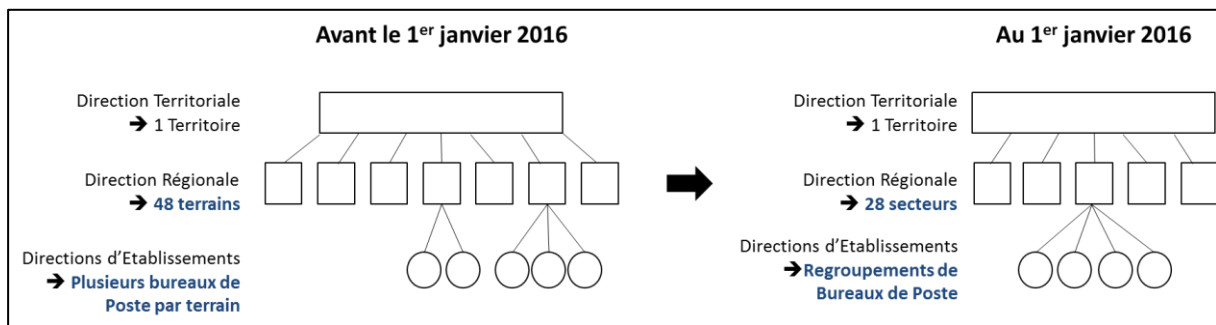 Avant le 1er janvier 2016
Direction Territoriale
➔ 1 Territoire
Direction Régionale
➔ 48 terrains
Directions d'Etablissements
➔ Plusieurs bureaux de
Poste par terrain
Au 1er janvier 2016
Direction Territoriale
➔ 1 Territoire
Direction Régionale
➔ 28 secteurs
Directions d'Etablissements
➔Regroupements de
Bureaux de Poste